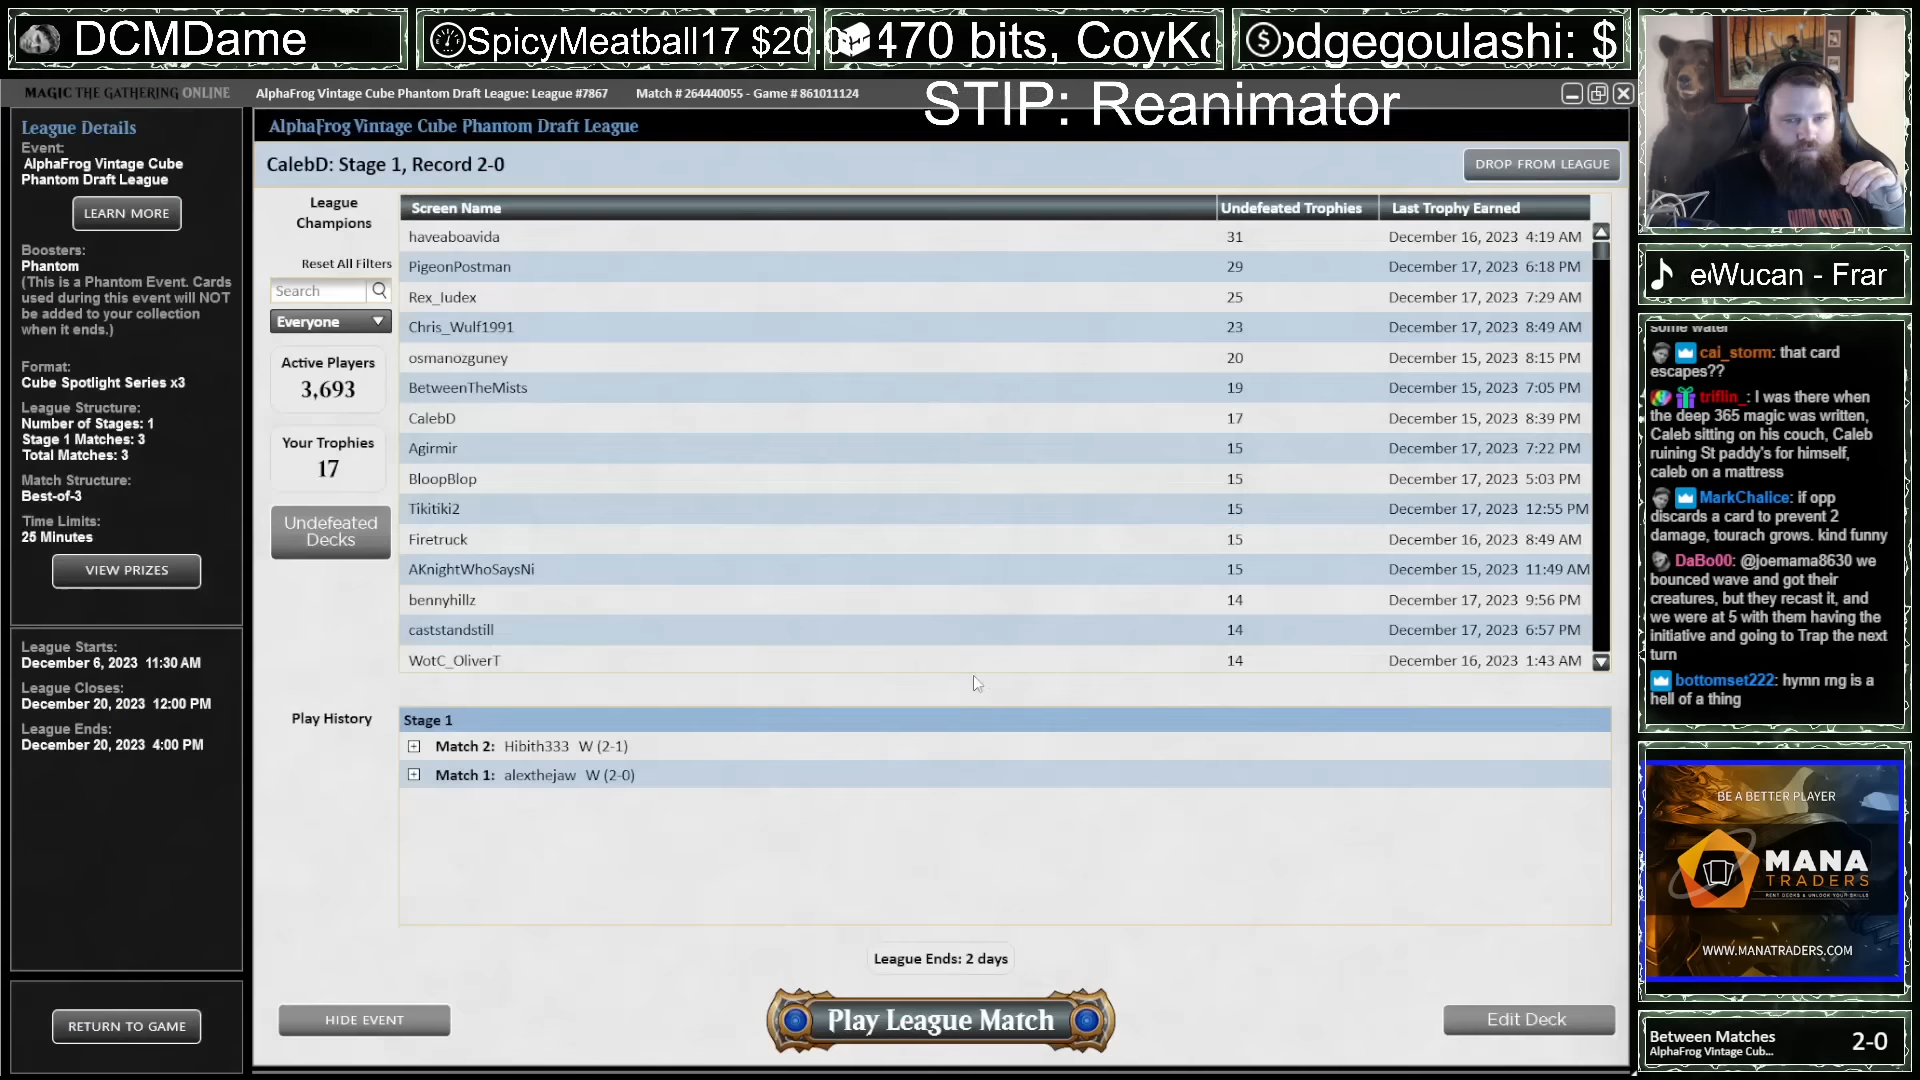 DCMDame
SpicyMeatball17 $20.0
470 bits, CoyK
odgegoulashi: $
STIP: Reanimator
MAGIC THE GATHERING ONLINE
AlphaFrog Vintage Cube Phantom Draft League: League #7867
Match # 264440055 - Game # 861011124
League Details
Event:
AlphaFrog Vintage Cube
Phantom Draft League
LEARN MORE
Boosters:
Phantom
(This is a Phantom Event. Cards
used during this event will NOT
be added to your collection
when it ends.)
Format:
Cube Spotlight Series x3
League Structure:
Number of Stages: 1
Stage 1 Matches: 3
Total Matches: 3
Match Structure:
Best-of-3
Time Limits:
25 Minutes
VIEW PRIZES
League Starts:
December 6, 2023 11:30 AM
League Closes:
December 20, 2023 12:00 PM
League Ends:
December 20, 2023 4:00 PM
RETURN TO GAME
AlphaFrog Vintage Cube Phantom Draft League
CalebD: Stage 1, Record 2-0
DROP FROM LEAGUE
League
Champions
Reset All Filters
Search
Everyone
Active Players
3,693
Your Trophies
17
Undefeated
Decks
Screen Name Undefeated Trophies Last Trophy Earned
haveaboavida 31 December 16, 2023 4:19 AM
PigeonPostman 29 December 17, 2023 6:18 PM
Rex_Iudex 25 December 17, 2023 7:29 AM
Chris_Wulf1991 23 December 17, 2023 8:49 AM
osmanozguney 20 December 15, 2023 8:15 PM
BetweenTheMists 19 December 15, 2023 7:05 PM
CalebD 17 December 15, 2023 8:39 PM
Agirmir 15 December 17, 2023 7:22 PM
BloopBlop 15 December 17, 2023 5:03 PM
Tikitiki2 15 December 17, 2023 12:55 PM
Firetruck 15 December 16, 2023 8:49 AM
AKnightWhoSaysNi 15 December 15, 2023 11:49 AM
bennyhillz 14 December 17, 2023 9:56 PM
caststandstill 14 December 17, 2023 6:57 PM
WotC_OliverT 14 December 16, 2023 1:43 AM
Play History
Stage 1
Match 2: Hibith333 W (2-1)
Match 1: alexthejaw W (2-0)
League Ends: 2 days
HIDE EVENT
Play League Match
Edit Deck
eWucan - Frar
some water
cai_storm: that card
escapes??
triflin_: I was there when
the deep 365 magic was written,
Caleb sitting on his couch, Caleb
ruining St paddy's for himself,
caleb on a mattress
MarkChalice: if opp
discards a card to prevent 2
damage, tourach grows. kind funny
DaBo00: @joemama8630 we
bounced wave and got their
creatures, but they recast it, and
we were at 5 with them having the
initiative and going to Trap the next
turn
bottomset222: hymn rng is a
hell of a thing
BE A BETTER PLAYER
MANA
TRADERS
RENT DECKS & UNLOCK YOUR SKILLS
WWW.MANATRADERS.COM
Between Matches
AlphaFrog Vintage Cub...
2-0